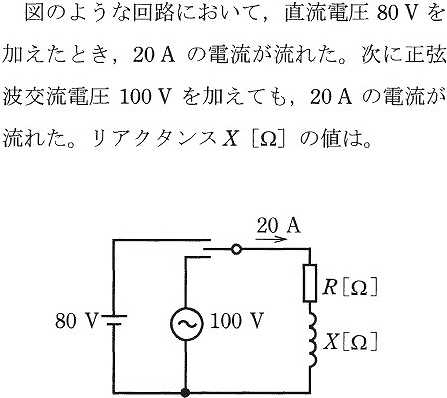 図のような回路において，直流電圧 80 V を
加えたとき，20 A の電流が流れた。次に正弦
波交流電圧 100 V を加えても，20 A の電流が
流れた。リアクタンスX［Ω］の値は。
20 A
R[Ω]
80 V
100 V
X[Ω]